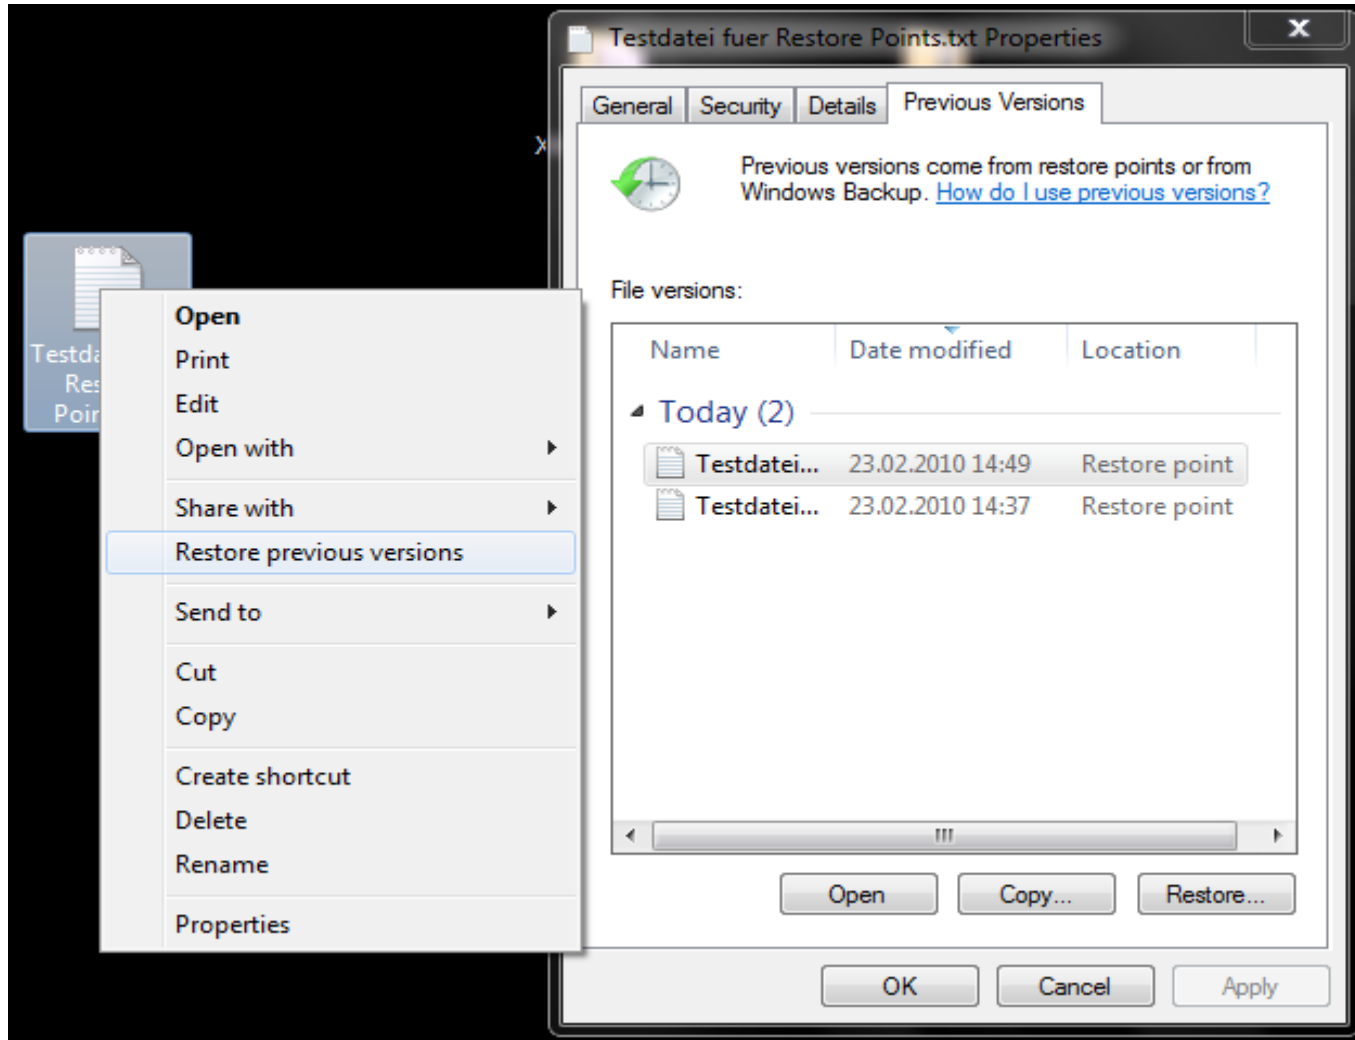 Testdatei fuer Restore Points.txt Properties
General
Security
Details
Previous Versions
Previous versions come from restore points or from
Windows Backup. How do I use previous versions?
File versions:
Name
Date modified
Location
Today (2)
Testdatei... 23.02.2010 14:49 Restore point
Testdatei... 23.02.2010 14:37 Restore point
Open
Copy...
Restore...
OK
Cancel
Apply
Open
Print
Edit
Open with
Share with
Restore previous versions
Send to
Cut
Copy
Create shortcut
Delete
Rename
Properties